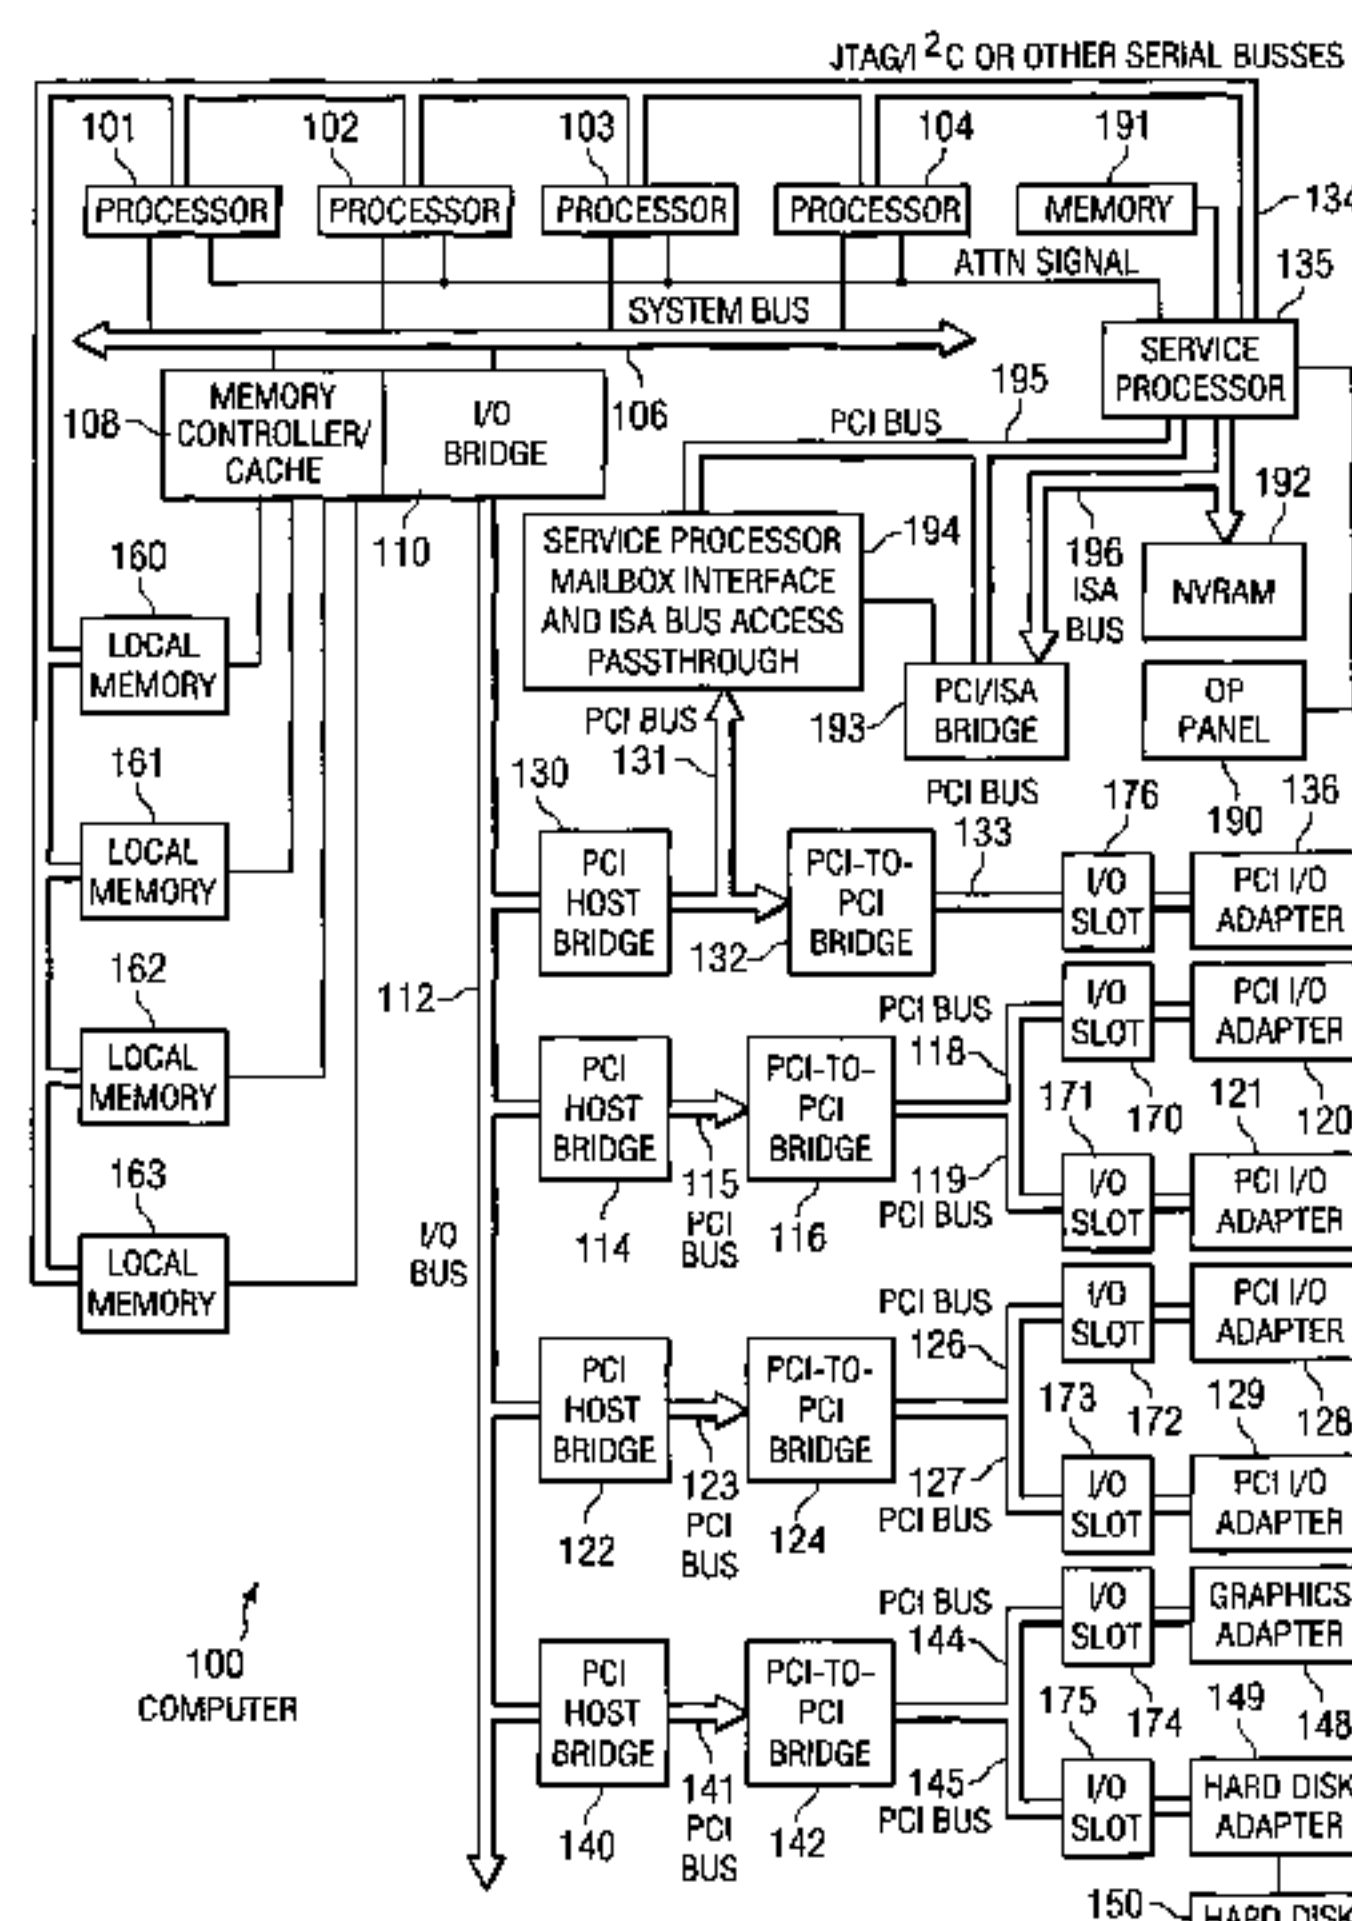 JTAG/I²C OR OTHER SERIAL BUSSES
101
102
103
104
191
PROCESSOR
PROCESSOR
PROCESSOR
PROCESSOR
MEMORY
134
ATTN SIGNAL
135
SYSTEM BUS
SERVICE
PROCESSOR
MEMORY
CONTROLLER/
CACHE
108
I/O
BRIDGE
106
195
PCI BUS
110
192
SERVICE PROCESSOR
MAILBOX INTERFACE
AND ISA BUS ACCESS
PASSTHROUGH
194
196
ISA
BUS
NVRAM
160
LOCAL
MEMORY
PCI/ISA
BRIDGE
193
OP
PANEL
190
PCI BUS
131
161
LOCAL
MEMORY
130
PCI
HOST
BRIDGE
PCI-TO-
PCI
BRIDGE
132
PCI BUS
133
176
I/O
SLOT
136
PCI I/O
ADAPTER
162
LOCAL
MEMORY
112
PCI BUS
118
I/O
SLOT
170
PCI I/O
ADAPTER
120
PCI
HOST
BRIDGE
114
115
PCI
BUS
PCI-TO-
PCI
BRIDGE
116
119
PCI BUS
171
I/O
SLOT
121
PCI I/O
ADAPTER
163
LOCAL
MEMORY
I/O
BUS
PCI BUS
126
I/O
SLOT
172
PCI I/O
ADAPTER
128
PCI
HOST
BRIDGE
122
123
PCI
BUS
PCI-TO-
PCI
BRIDGE
124
127
PCI BUS
173
I/O
SLOT
129
PCI I/O
ADAPTER
100
COMPUTER
PCI BUS
144
I/O
SLOT
174
GRAPHICS
ADAPTER
148
PCI
HOST
BRIDGE
140
141
PCI
BUS
PCI-TO-
PCI
BRIDGE
142
145
PCI BUS
175
I/O
SLOT
149
HARD DISK
ADAPTER
150
HARD DISK